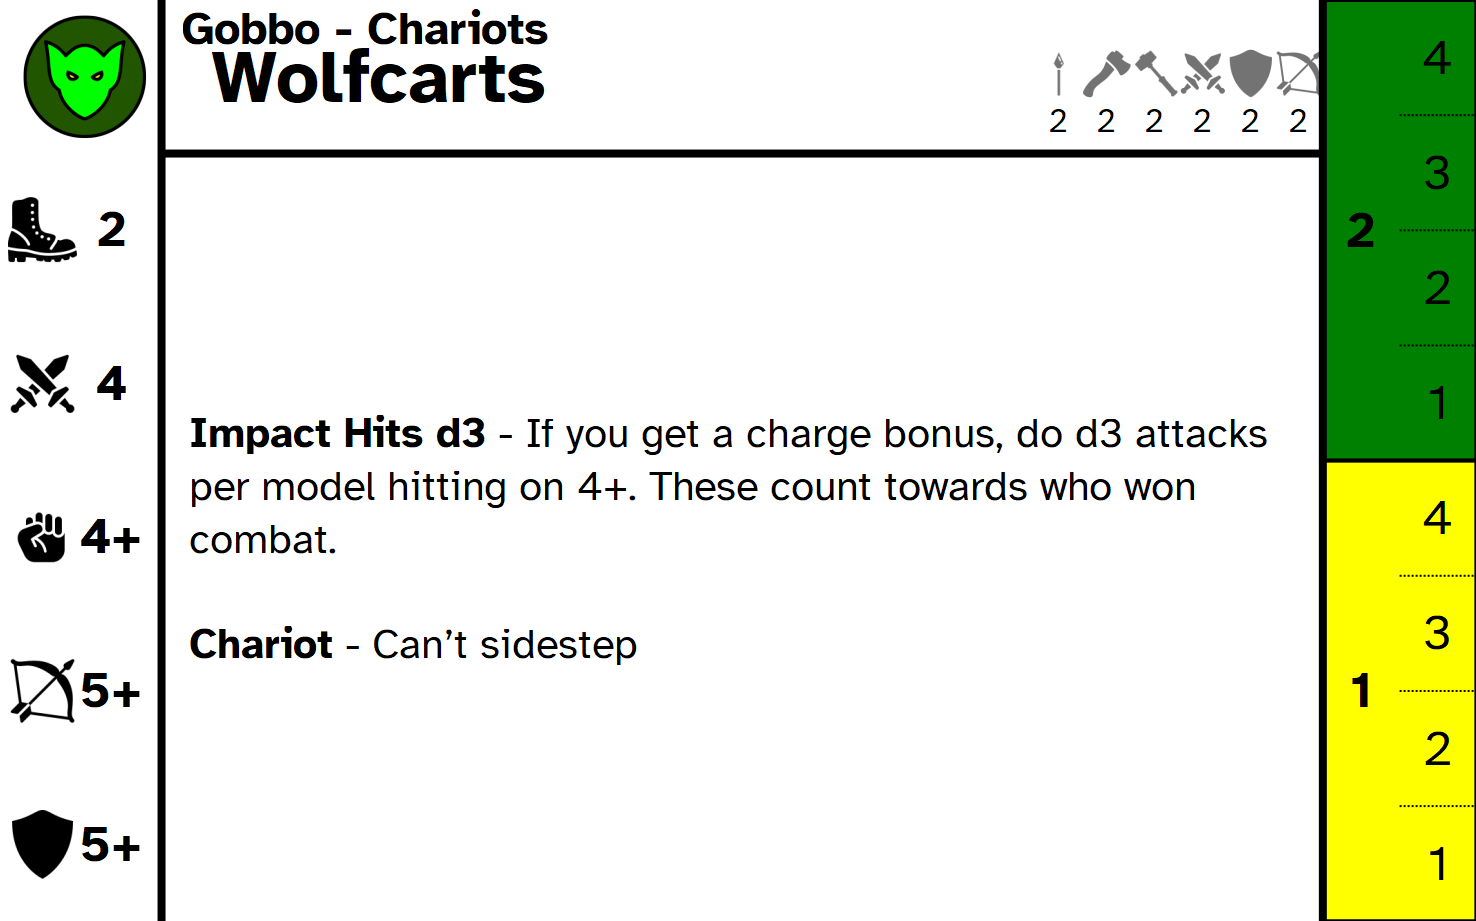 Gobbo - Chariots
Wolfcarts
2 2 2 2 2 2
2
4
4+
5+
5+
Impact Hits d3 - If you get a charge bonus, do d3 attacks
per model hitting on 4+. These count towards who won
combat.
Chariot - Can’t sidestep
2
4
3
2
1
1
4
3
2
1